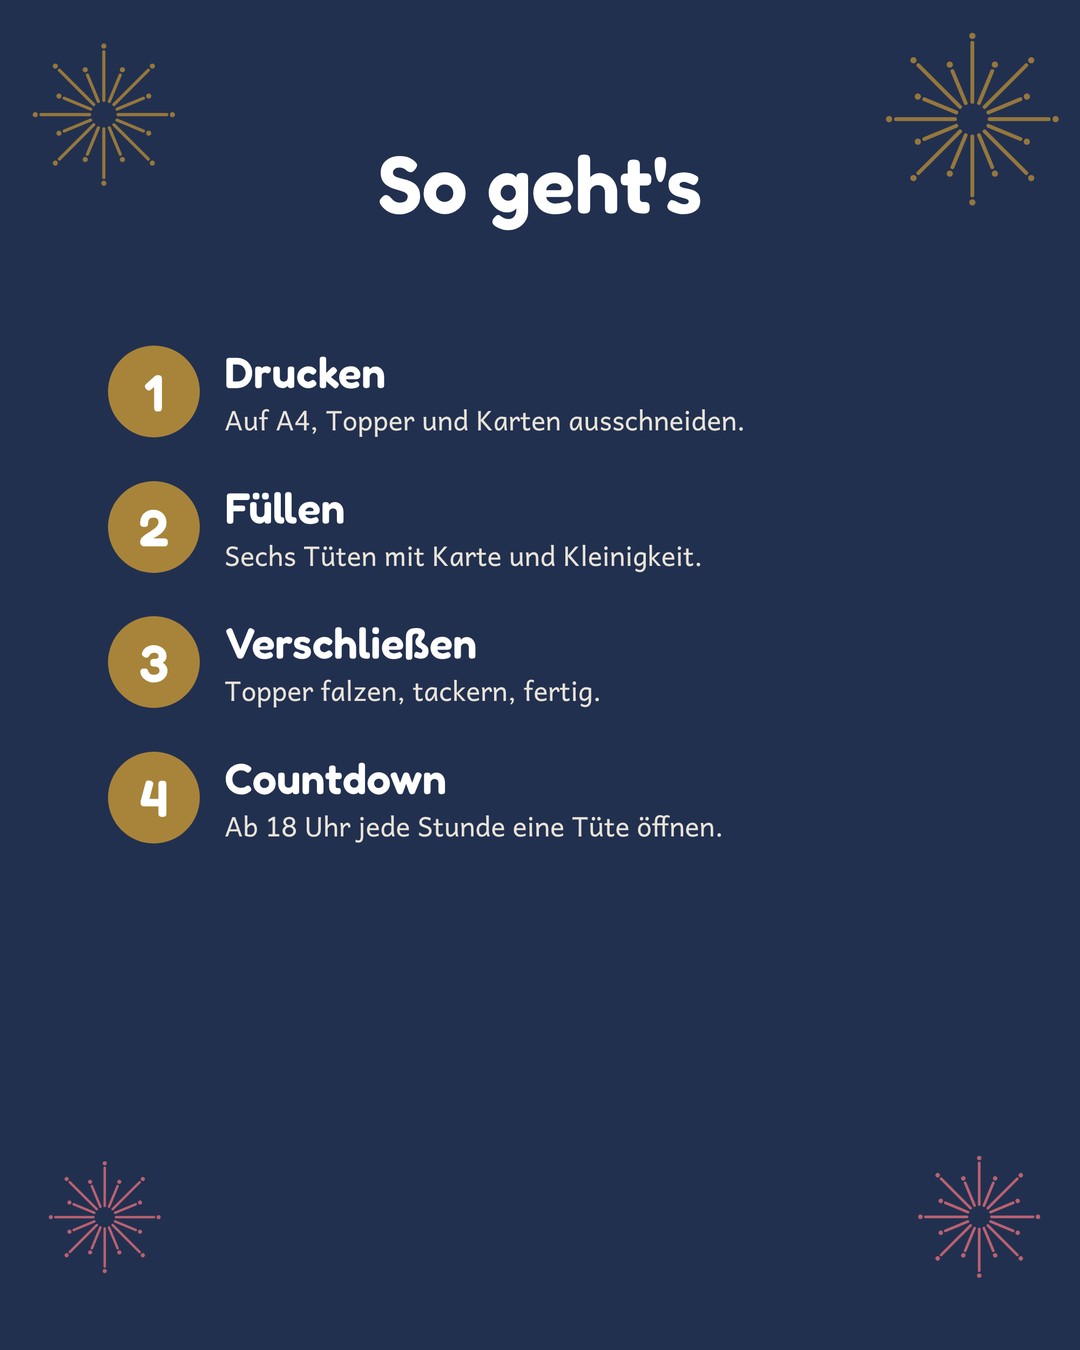 So geht's
1
Drucken
Auf A4, Topper und Karten ausschneiden.
2
Füllen
Sechs Tüten mit Karte und Kleinigkeit.
3
Verschließen
Topper falzen, tackern, fertig.
4
Countdown
Ab 18 Uhr jede Stunde eine Tüte öffnen.